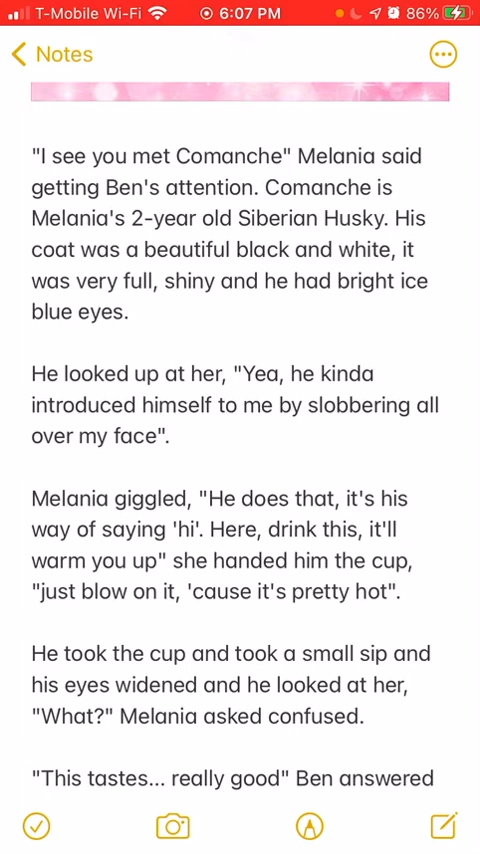 T-Mobile Wi-Fi 6:07 PM 86%
Notes
"I see you met Comanche" Melania said
getting Ben's attention. Comanche is
Melania's 2-year old Siberian Husky. His
coat was a beautiful black and white, it
was very full, shiny and he had bright ice
blue eyes.
He looked up at her, "Yea, he kinda
introduced himself to me by slobbering all
over my face".
Melania giggled, "He does that, it's his
way of saying 'hi'. Here, drink this, it'll
warm you up" she handed him the cup,
"just blow on it, 'cause it's pretty hot".
He took the cup and took a small sip and
his eyes widened and he looked at her,
"What?" Melania asked confused.
"This tastes... really good" Ben answered